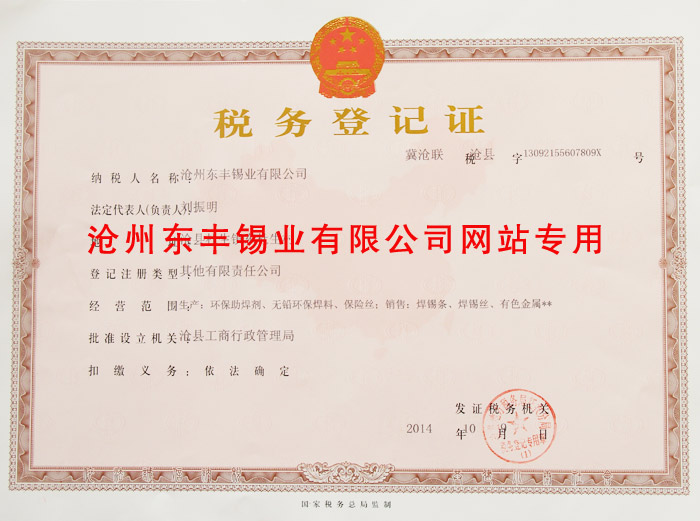 税务登记证
冀沧联 税 沧县 字 13092155607809X 号
纳税人名称:沧州东丰锡业有限公司
法定代表人(负责人):刘振明
沧州东丰锡业有限公司网站专用
登记注册类型:其他有限责任公司
经营范围:生产:环保助焊剂、无铅环保焊料、保险丝;销售:焊锡条、焊锡丝、有色金属**
批准设立机关:沧县工商行政管理局
扣缴义务:依法确定
发证税务机关
2014 年 10 月 9 日
(1)
国家税务总局监制